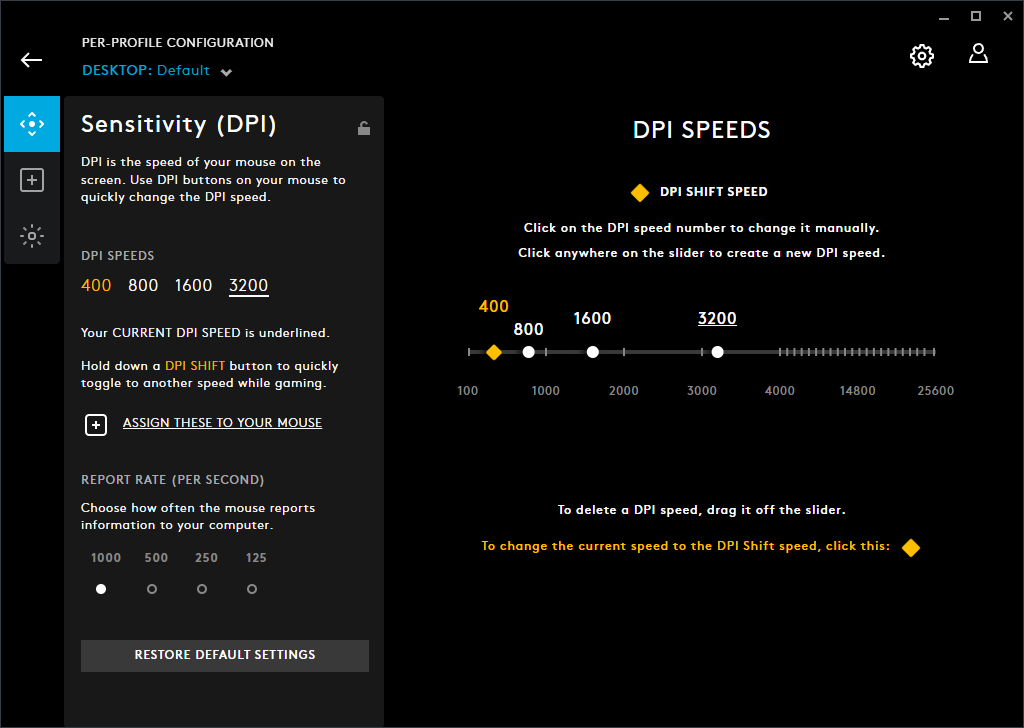 PER-PROFILE CONFIGURATION
DESKTOP: Default
Sensitivity (DPI)
DPI is the speed of your mouse on the
screen. Use DPI buttons on your mouse to
quickly change the DPI speed.
DPI SPEEDS
400 800 1600 3200
Your CURRENT DPI SPEED is underlined.
Hold down a DPI SHIFT button to quickly
toggle to another speed while gaming.
ASSIGN THESE TO YOUR MOUSE
REPORT RATE (PER SECOND)
Choose how often the mouse reports
information to your computer.
1000 500 250 125
RESTORE DEFAULT SETTINGS
DPI SPEEDS
DPI SHIFT SPEED
Click on the DPI speed number to change it manually.
Click anywhere on the slider to create a new DPI speed.
400 800 1600 3200
100 1000 2000 3000 4000 14800 25600
To delete a DPI speed, drag it off the slider.
To change the current speed to the DPI Shift speed, click this: